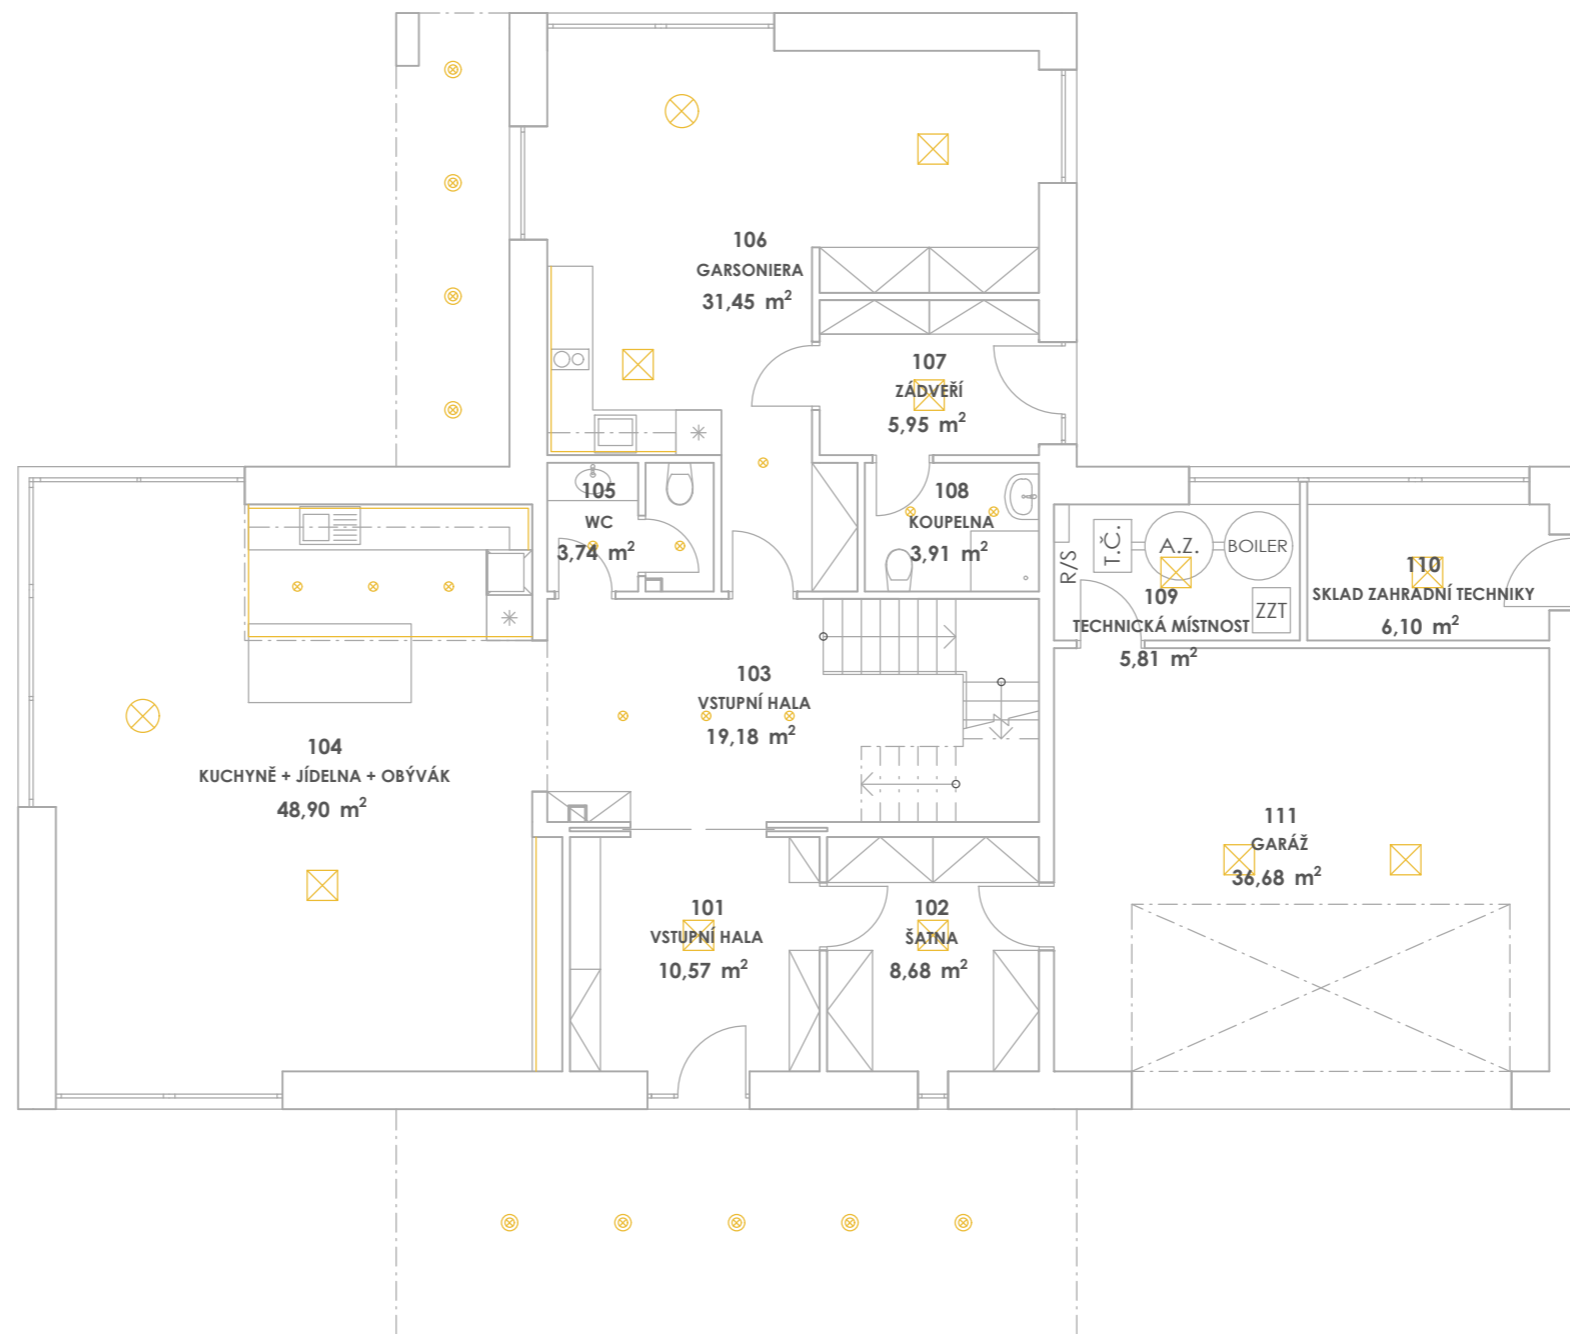 106
GARSONIERA
31,45 m²
107
ZÁDVEŘÍ
5,95 m²
105
WC
3,74 m²
108
KOUPELNA
3,91 m²
R/S
T.Č.
A.Z.
BOILER
ZZT
109
TECHNICKÁ MÍSTNOST
5,81 m²
110
SKLAD ZAHRADNÍ TECHNIKY
6,10 m²
103
VSTUPNÍ HALA
19,18 m²
104
KUCHYNĚ + JÍDELNA + OBÝVÁK
48,90 m²
111
GARÁŽ
36,68 m²
101
VSTUPNÍ HALA
10,57 m²
102
ŠATNA
8,68 m²